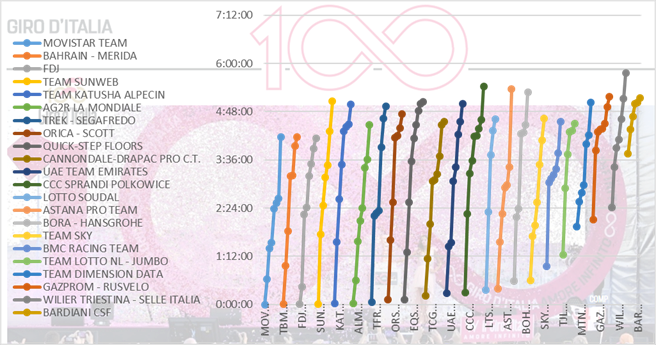 GIRO D'ITALIA
100
7:12:00
6:00:00
4:48:00
3:36:00
2:24:00
1:12:00
0:00:00
MOVISTAR TEAM
BAHRAIN - MERIDA
FDJ
TEAM SUNWEB
TEAM KATUSHA ALPECIN
AG2R LA MONDIALE
TREK - SEGAFREDO
ORICA - SCOTT
QUICK-STEP FLOORS
CANNONDALE-DRAPAC PRO C.T.
UAE TEAM EMIRATES
CCC SPRANDI POLKOWICE
LOTTO SOUDAL
ASTANA PRO TEAM
BORA - HANSGROHE
TEAM SKY
BMC RACING TEAM
TEAM LOTTO NL - JUMBO
TEAM DIMENSION DATA
GAZPROM - RUSVELO
WILIER TRIESTINA - SELLE ITALIA
BARDIANI CSF
MOV...
TBM...
FDJ...
SUN...
KAT...
ALM...
TFR...
ORS...
EQS...
TCG...
UAE...
CCC...
LTS...
AST...
BOH...
SKY...
TJL...
MTN...
GAZ...
WIL...
BAR...